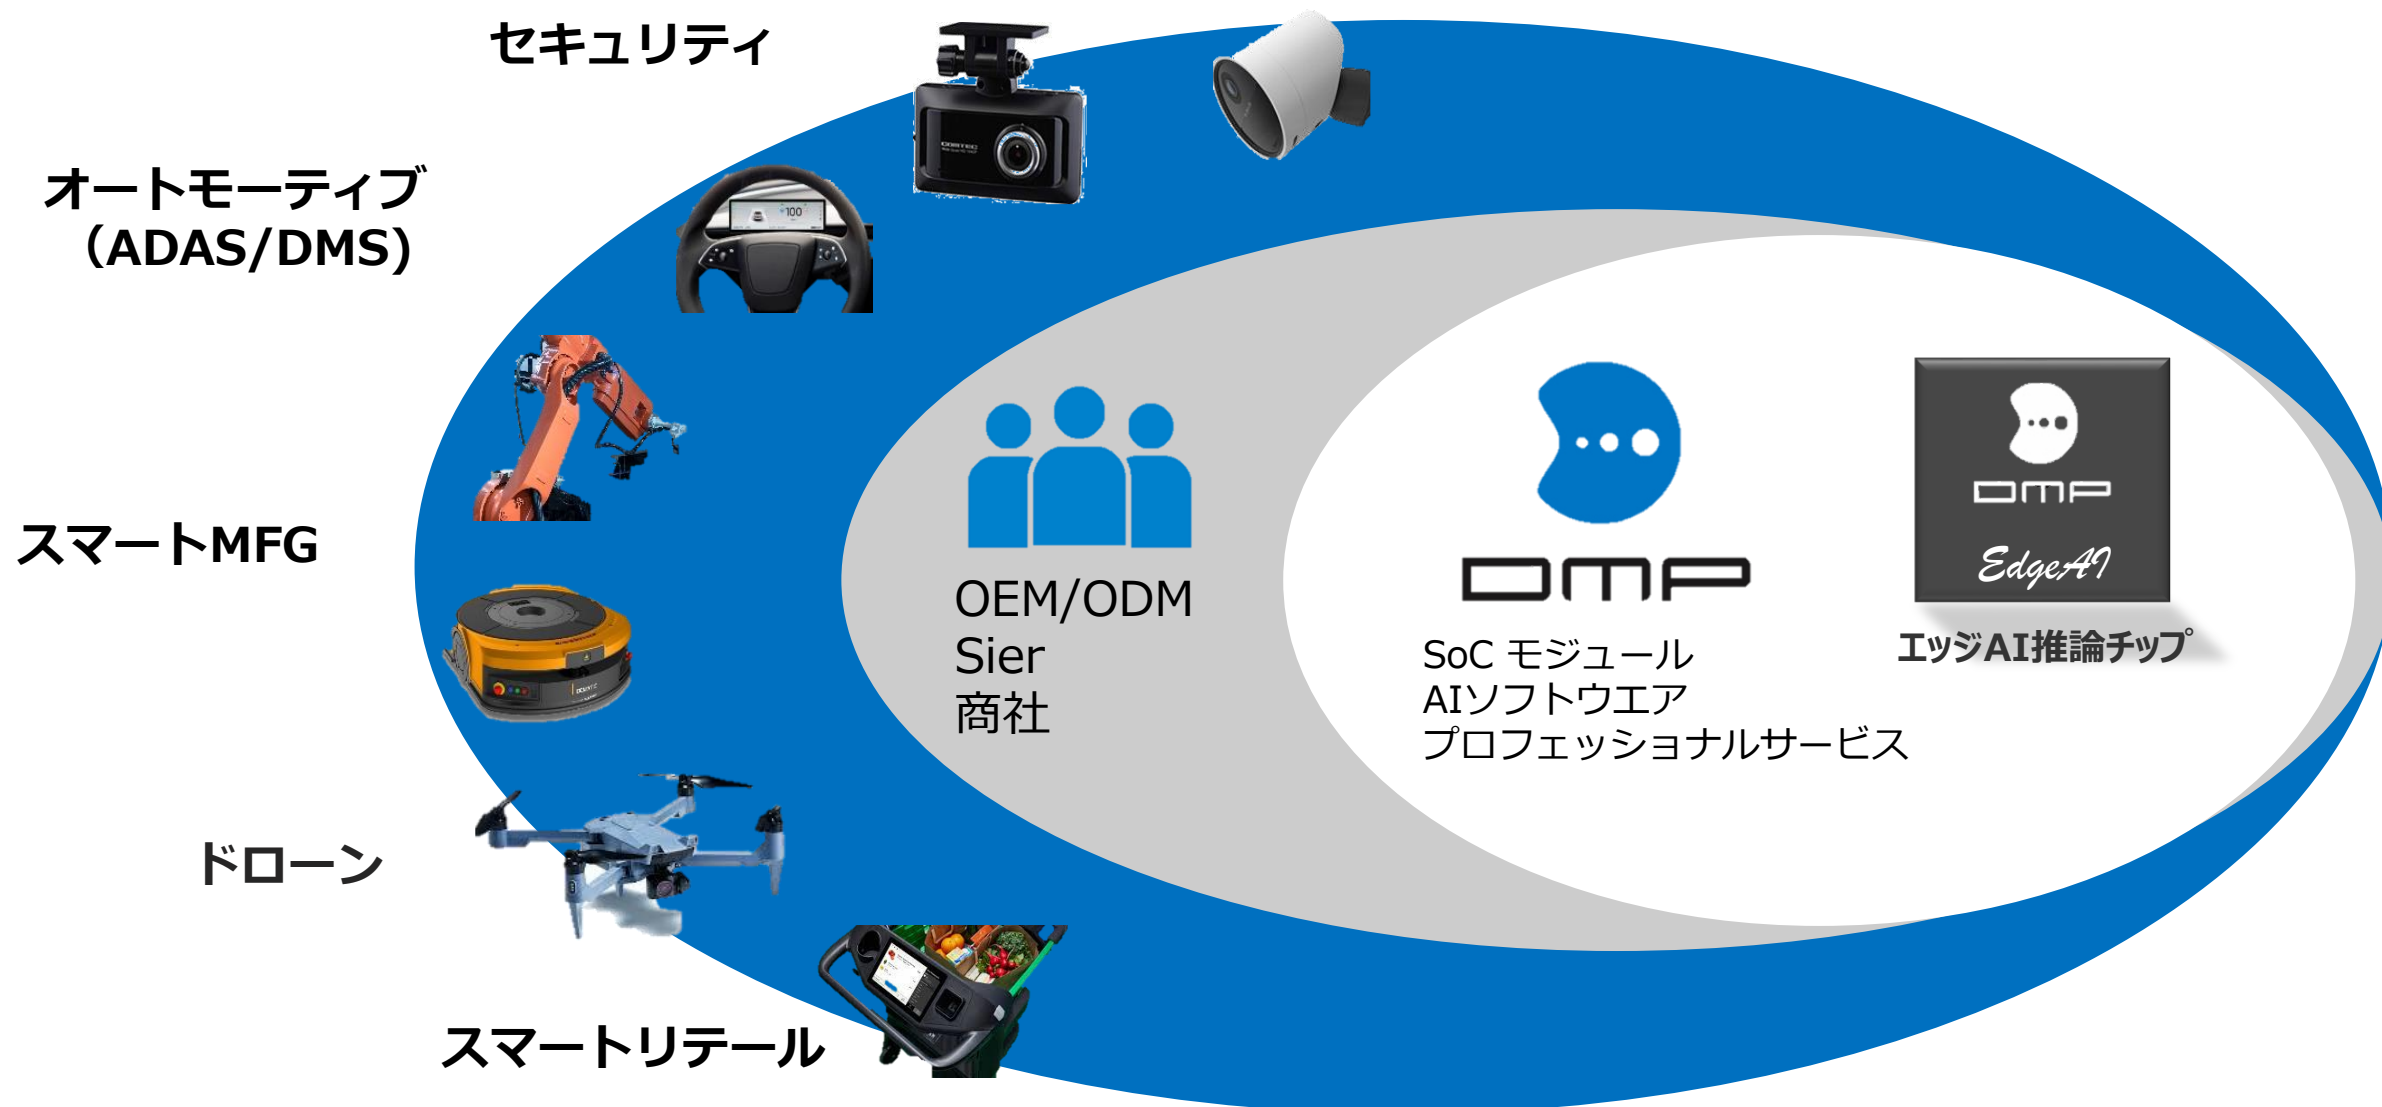 セキュリティ
オートモーティブ
（ADAS/DMS)
スマートMFG
ドローン
スマートリテール
COMTEC
100
OEM/ODM
Sier
商社
DMP
SoC モジュール
AIソフトウエア
プロフェッショナルサービス
DMP
EdgeAI
エッジAI推論チップ